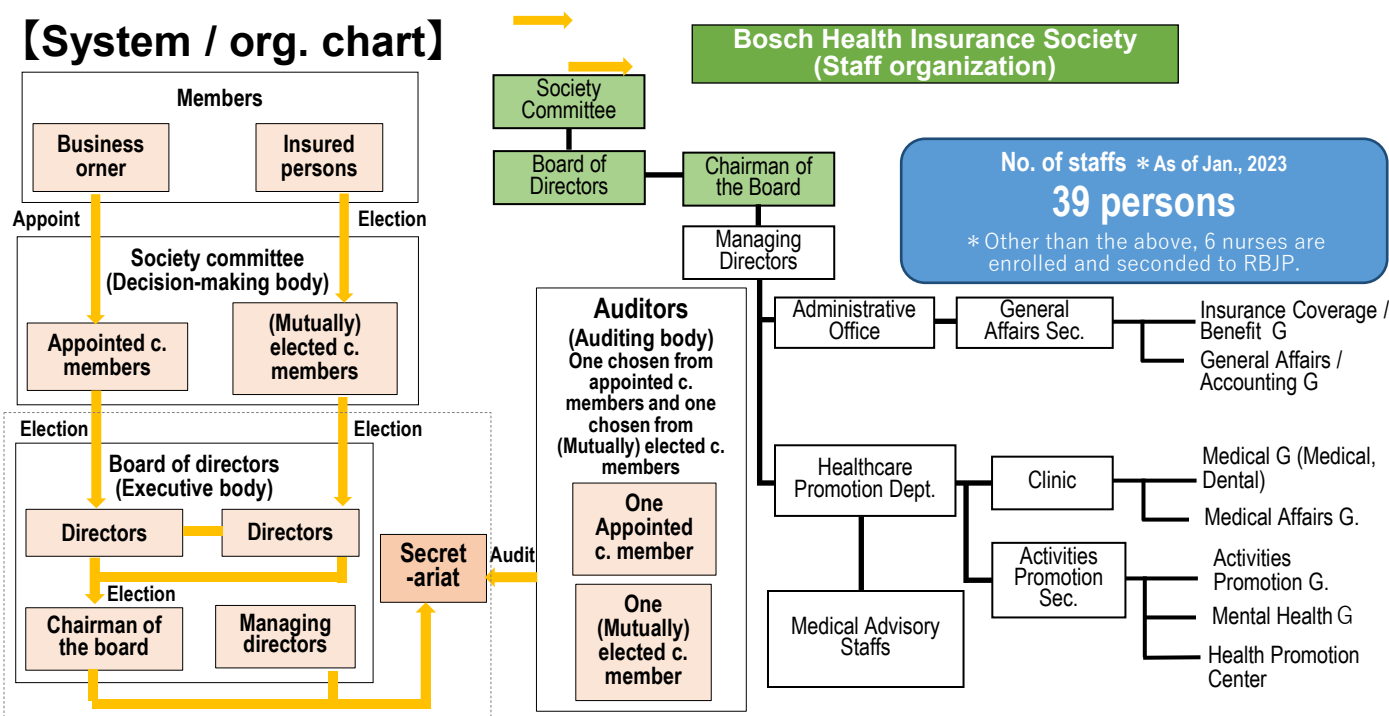 【System / org. chart】
Members
Business
orner
Insured
persons
Appoint
Election
Society committee
(Decision-making body)
Appointed c.
members
(Mutually)
elected c.
members
Election
Election
Board of directors
(Executive body)
Directors
Directors
Election
Chairman of
the board
Managing
directors
Secret
-ariat
Audit
Auditors
(Auditing body)
One chosen from
appointed c.
members and one
chosen from
(Mutually) elected c.
members
One
Appointed
c. member
One
(Mutually)
elected c.
member
Bosch Health Insurance Society
(Staff organization)
Society
Committee
Board of
Directors
Chairman of
the Board
Managing
Directors
No. of staffs ＊As of Jan., 2023
39 persons
＊Other than the above, 6 nurses are
enrolled and seconded to RBJP.
Administrative
Office
General
Affairs Sec.
Insurance Coverage /
Benefit G
General Affairs /
Accounting G
Healthcare
Promotion Dept.
Clinic
Medical G (Medical,
Dental)
Medical Affairs G.
Activities
Promotion
Sec.
Activities
Promotion G.
Mental Health G
Health Promotion
Center
Medical Advisory
Staffs